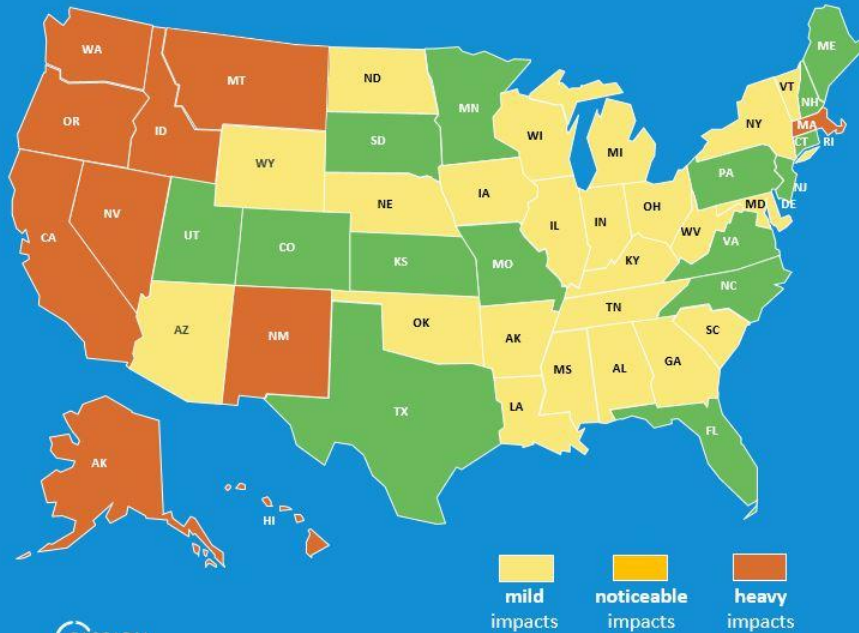 WA
MT
ND
MN
ME
VT
NH
OR
ID
SD
WI
NY
MA
WY
MI
CT
RI
IA
PA
NE
NJ
NV
OH
MD
DE
IL
IN
CA
UT
CO
WV
VA
KS
MO
KY
NC
TN
AZ
NM
OK
AK
SC
MS
AL
GA
TX
LA
FL
AK
HI
mild
impacts
noticeable
impacts
heavy
impacts